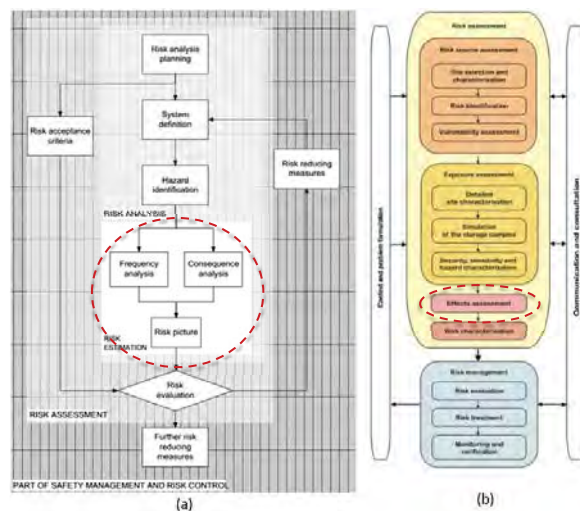 Risk analysis
planning
System
definition
Risk acceptance
criteria
Risk reducing
measures
Hazard
identification
RISK ANALYSIS
Frequency
analysis
Consequence
analysis
Risk picture
RISK
ESTIMATION
Risk
evaluation
RISK ASSESSMENT
Further risk
reducing
measures
PART OF SAFETY MANAGEMENT AND RISK CONTROL
(a)
Risk assessment
Risk source assessment
Site selection and
characterisation
Risk identification
Vulnerability assessment
Exposure assessment
Detailed
site characterisation
Simulation
of the storage complex
Security, sensitivity and
hazard characterisation
Effects assessment
Risk characterisation
Risk management
Risk evaluation
Risk treatment
Monitoring and
verification
Context and problem formulation
Communication and consultation
(b)